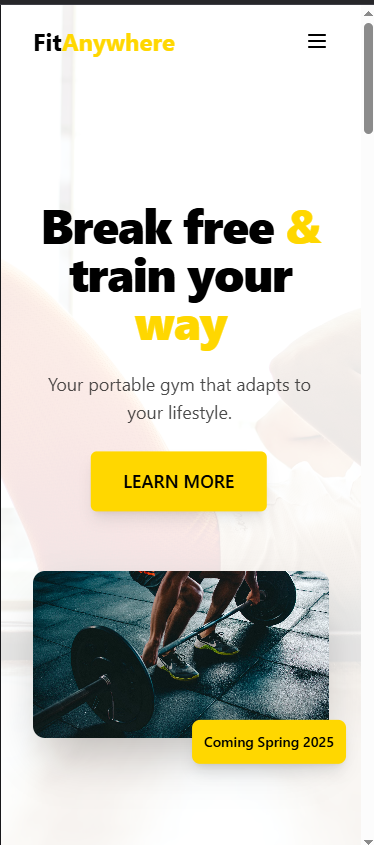 FitAnywhere
Break free &
train your
way
Your portable gym that adapts to
your lifestyle.
LEARN MORE
Coming Spring 2025